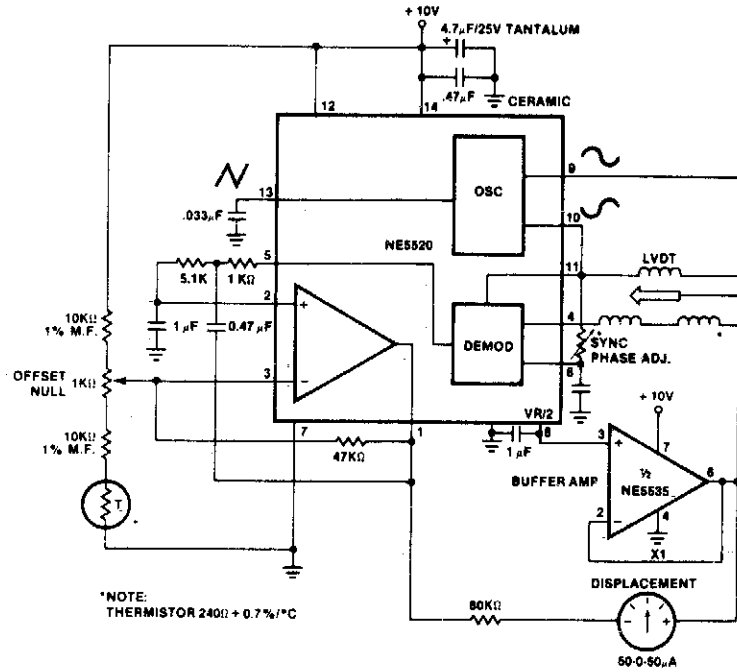 + 10V
4.7µF/25V TANTALUM
+
.47µF
CERAMIC
12
14
OSC
9
13
.033µF
10
NE5520
5
11
LVDT
5.1K
1 KΩ
2
+
DEMOD
4
10KΩ
1% M.F.
1 µF
0.47µF
SYNC
PHASE ADJ.
6
OFFSET
NULL
1KΩ
3
−
+ 10V
7
1
VR/2
8
1 µF
3
+
7
10KΩ
1% M.F.
47KΩ
BUFFER AMP
½
NE5535
6
2
−
4
X1
T
*
DISPLACEMENT
*NOTE:
THERMISTOR 240Ω + 0.7%/°C
− +
50-0-50µA